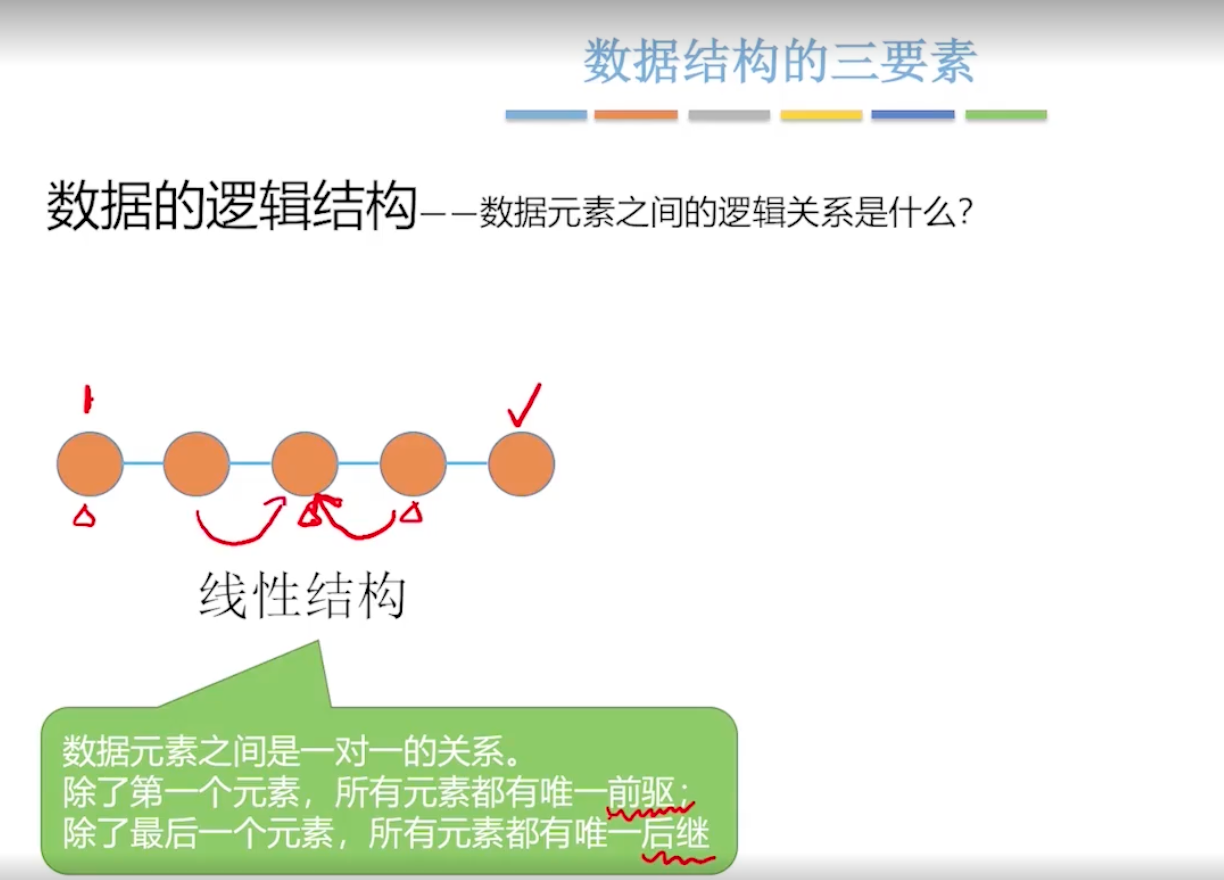 数据结构的三要素
数据的逻辑结构——数据元素之间的逻辑关系是什么?
线性结构
数据元素之间是一对一的关系。
除了第一个元素，所有元素都有唯一前驱；
除了最后一个元素，所有元素都有唯一后继